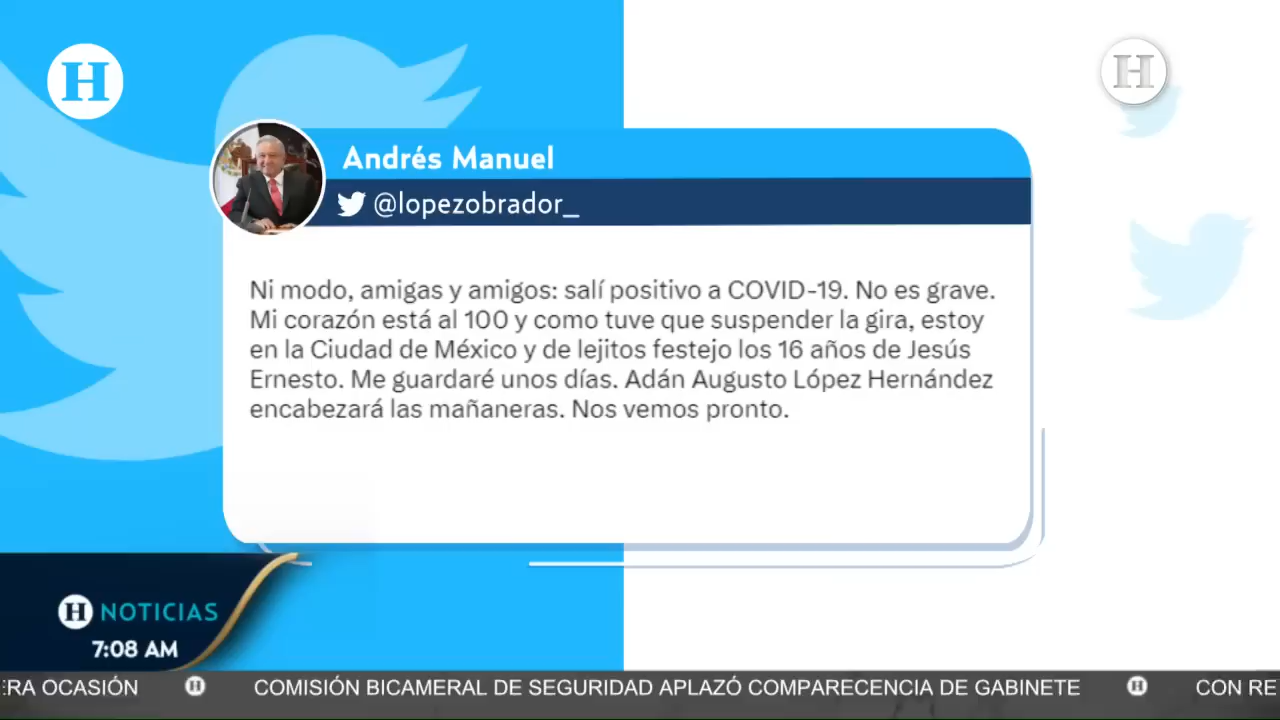 H
H
Andrés Manuel
@lopezobrador_
Ni modo, amigas y amigos: salí positivo a COVID-19. No es grave.
Mi corazón está al 100 y como tuve que suspender la gira, estoy
en la Ciudad de México y de lejitos festejo los 16 años de Jesús
Ernesto. Me guardaré unos días. Adán Augusto López Hernández
encabezará las mañaneras. Nos vemos pronto.
H NOTICIAS
7:08 AM
RA OCASIÓN H COMISIÓN BICAMERAL DE SEGURIDAD APLAZÓ COMPARECENCIA DE GABINETE H CON RE